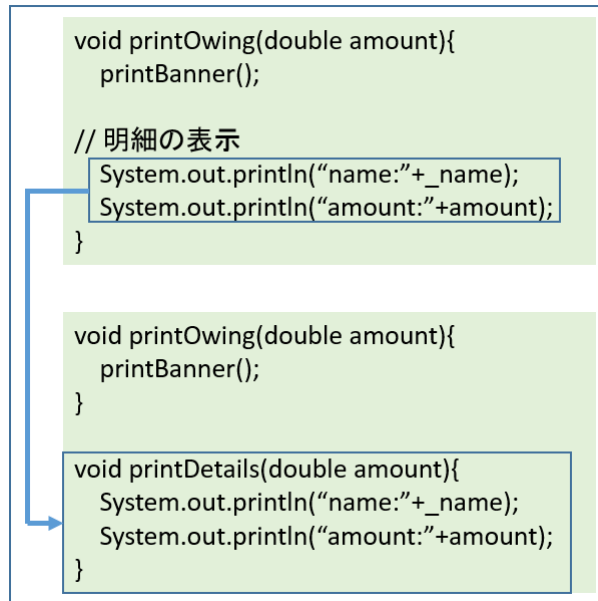 void printOwing(double amount){
printBanner();
// 明細の表示
System.out.println(“name:”+_name);
System.out.println(“amount:”+amount);
}
void printOwing(double amount){
printBanner();
}
void printDetails(double amount){
System.out.println(“name:”+_name);
System.out.println(“amount:”+amount);
}